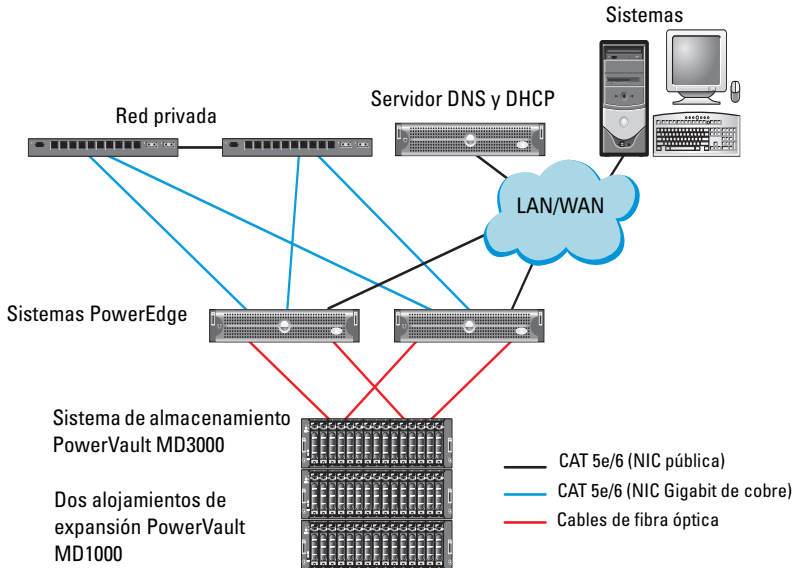 Sistemas
Servidor DNS y DHCP
Red privada
LAN/WAN
Sistemas PowerEdge
Sistema de almacenamiento
PowerVault MD3000
Dos alojamientos de
expansión PowerVault
MD1000
CAT 5e/6 (NIC pública)
CAT 5e/6 (NIC Gigabit de cobre)
Cables de fibra óptica